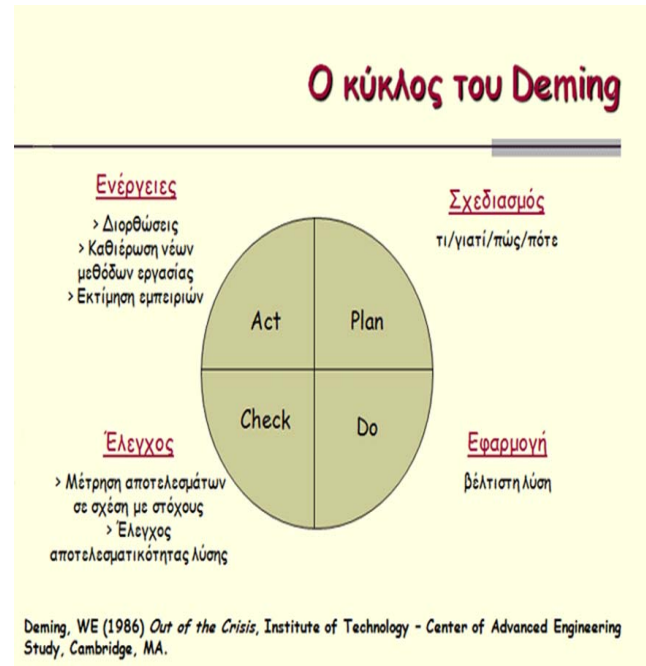 Ο κύκλος του Deming
Ενέργειες
> Διορθώσεις
> Καθιέρωση νέων
μεθόδων εργασίας
> Εκτίμηση εμπειριών
Σχεδιασμός
τι/γιατί/πώς/πότε
Act
Plan
Check
Do
Έλεγχος
> Μέτρηση αποτελεσμάτων
σε σχέση με στόχους
> Έλεγχος
αποτελεσματικότητας λύσης
Εφαρμογή
βέλτιστη λύση
Deming, WE (1986) Out of the Crisis, Institute of Technology – Center of Advanced Engineering
Study, Cambridge, MA.